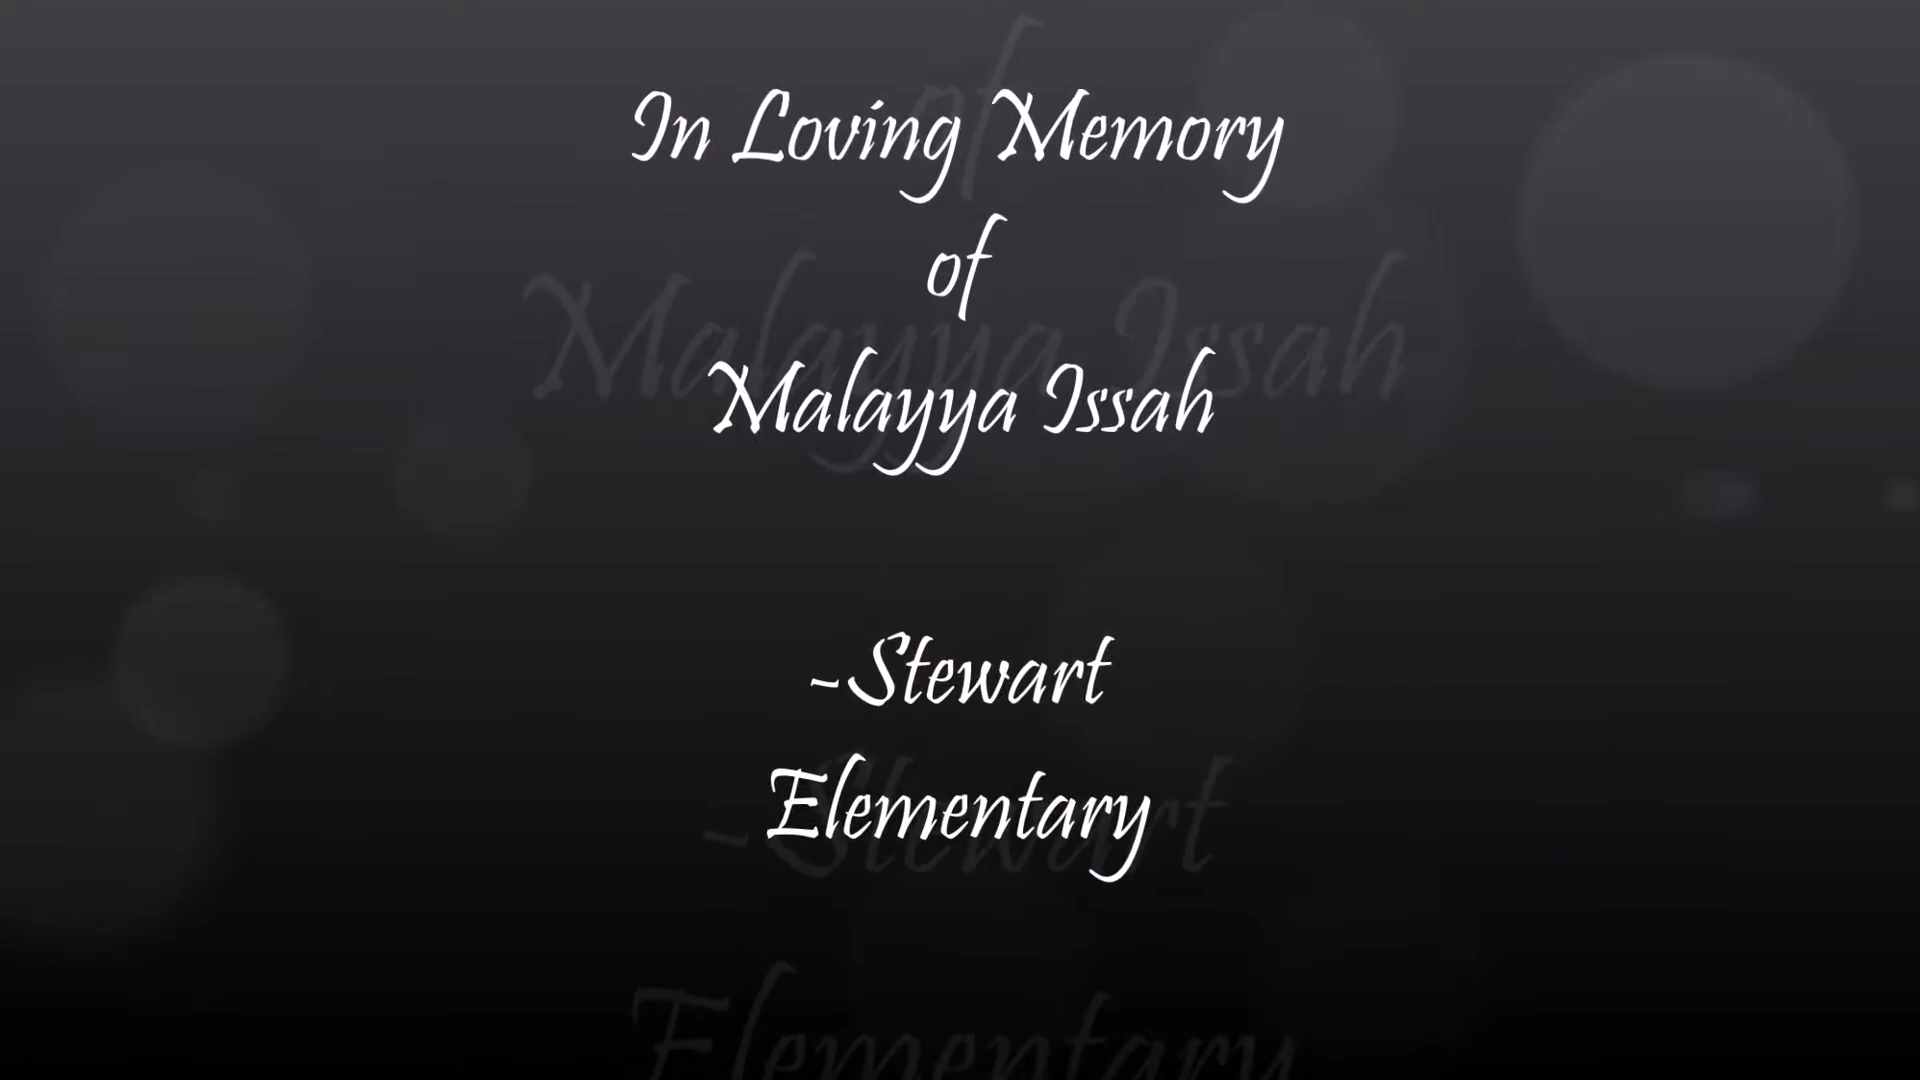 In Loving Memory
of
Malayya Issah
-Stewart
Elementary